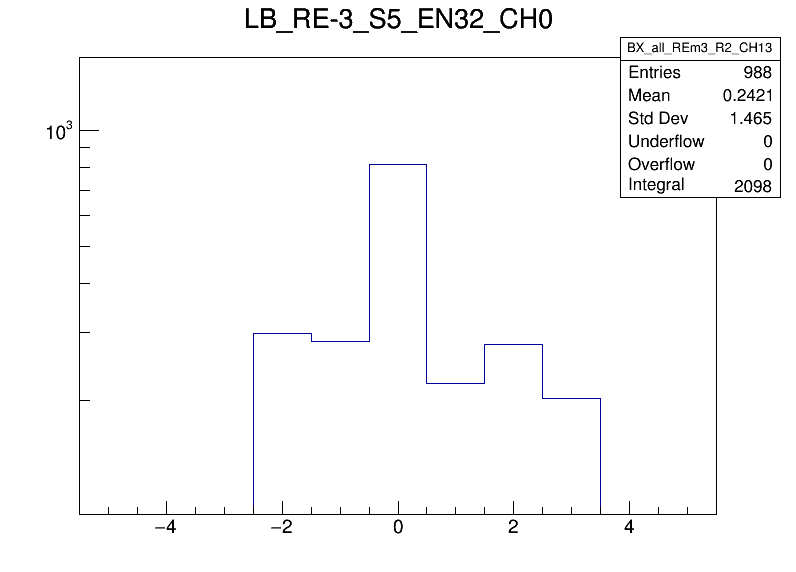 LB_RE-3_S5_EN32_CH0
BX_all_REm3_R2_CH13
Entries 988
Mean 0.2421
Std Dev 1.465
Underflow 0
Overflow 0
Integral 2098
10³
−4 −2 0 2 4